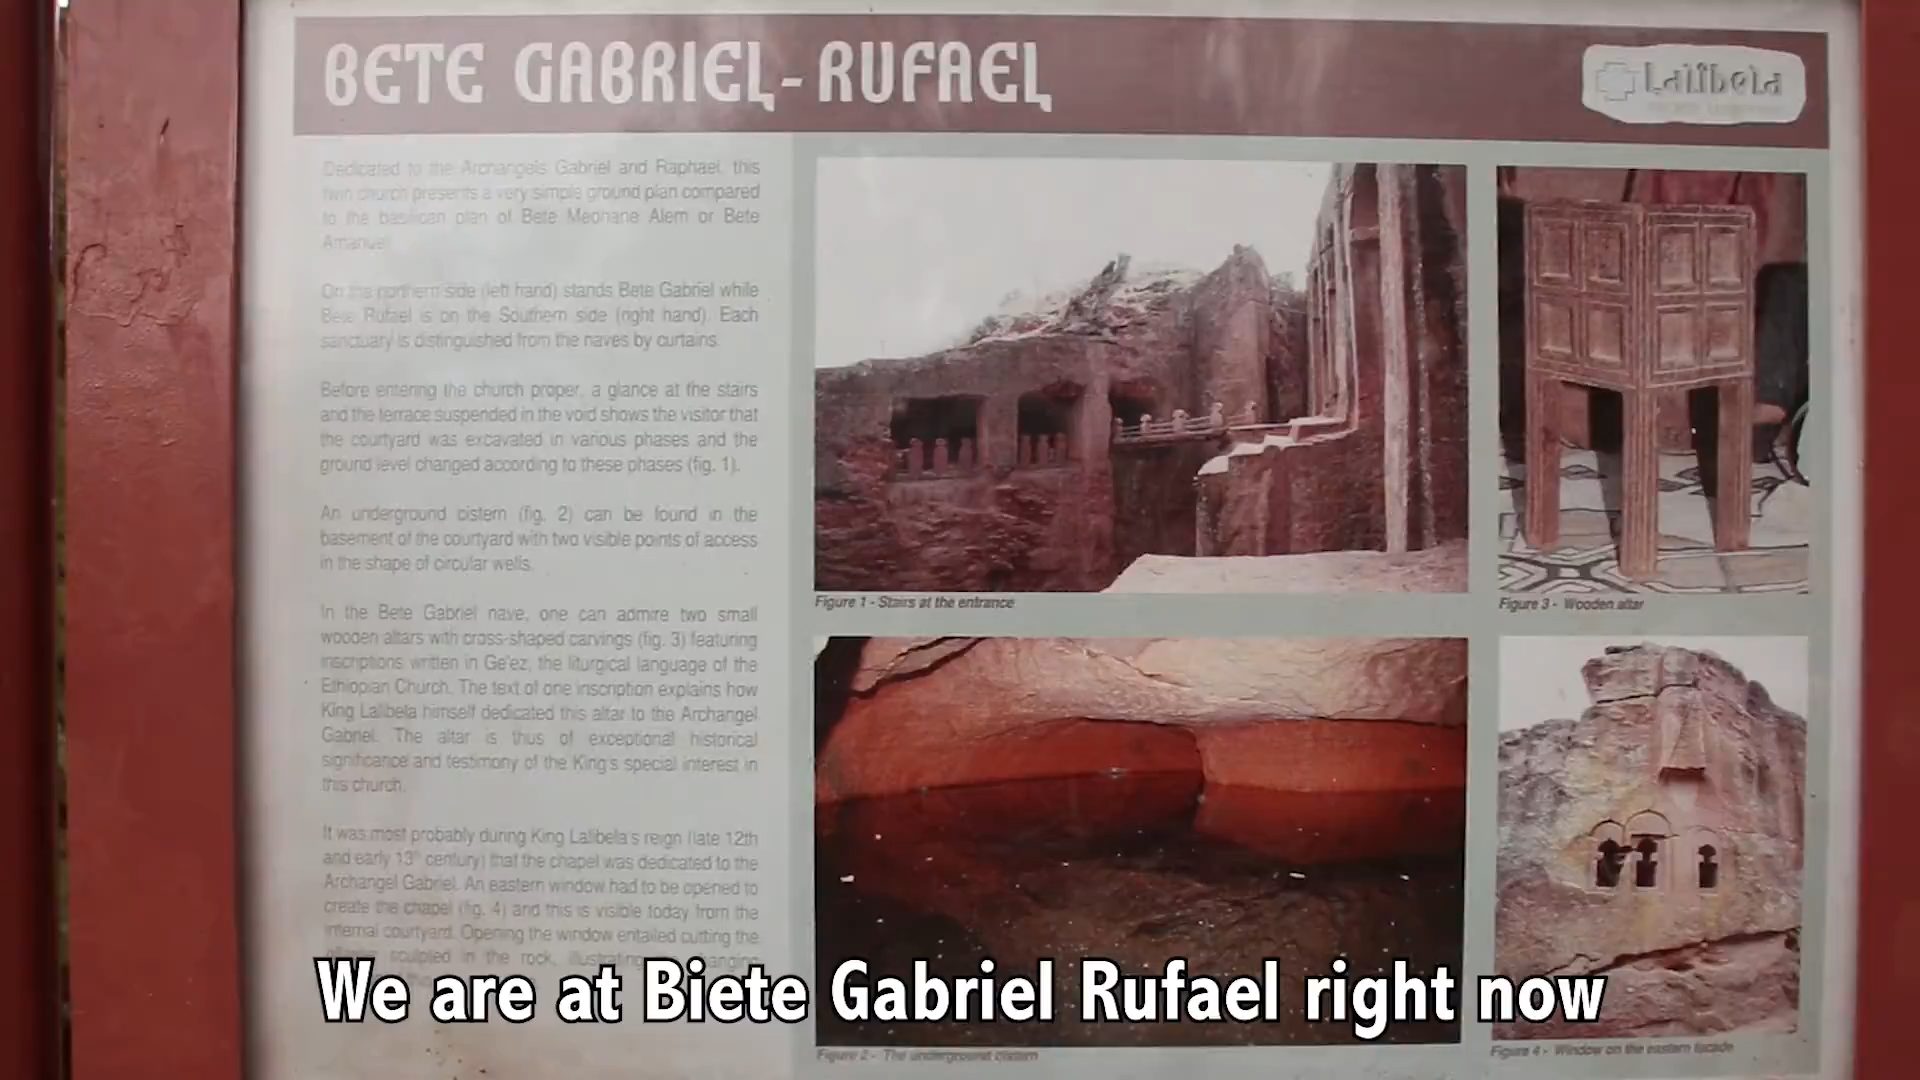 BETE GABRIEL-RUFAEL
Lalibela
Dedicated to the Archangels Gabriel and Raphael, this
twin church presents a very simple ground plan compared
to the basilican plan of Bete Medhane Alem or Bete
Amanuel
On the northern side (left hand) stands Bete Gabriel while
Bete Rufael is on the Southern side (right hand). Each
sanctuary is distinguished from the naves by curtains.
Before entering the church proper, a glance at the stairs
and the terrace suspended in the void shows the visitor that
the courtyard was excavated in various phases and the
ground level changed according to these phases (fig. 1).
An underground cistern (fig. 2) can be found in the
basement of the courtyard with two visible points of access
in the shape of circular wells.
In the Bete Gabriel nave, one can admire two small
wooden altars with cross-shaped carvings (fig. 3) featuring
inscriptions written in Ge'ez, the liturgical language of the
Ethiopian Church. The text of one inscription explains how
King Lalibela himself dedicated this altar to the Archangel
Gabriel. The altar is thus of exceptional historical
significance and testimony of the King's special interest in
this church.
It was most probably during King Lalibela's reign (late 12th
and early 13th century) that the chapel was dedicated to the
Archangel Gabriel. An eastern window had to be opened to
create the chapel (fig. 4) and this is visible today from the
internal courtyard. Opening the window entailed cutting the
sculpted in the rock, illustrating
Figure 1 - Stairs at the entrance
Figure 3 - Wooden altar
Figure 2 - The underground cistern
Figure 4 - Window on the eastern facade
We are at Biete Gabriel Rufael right now